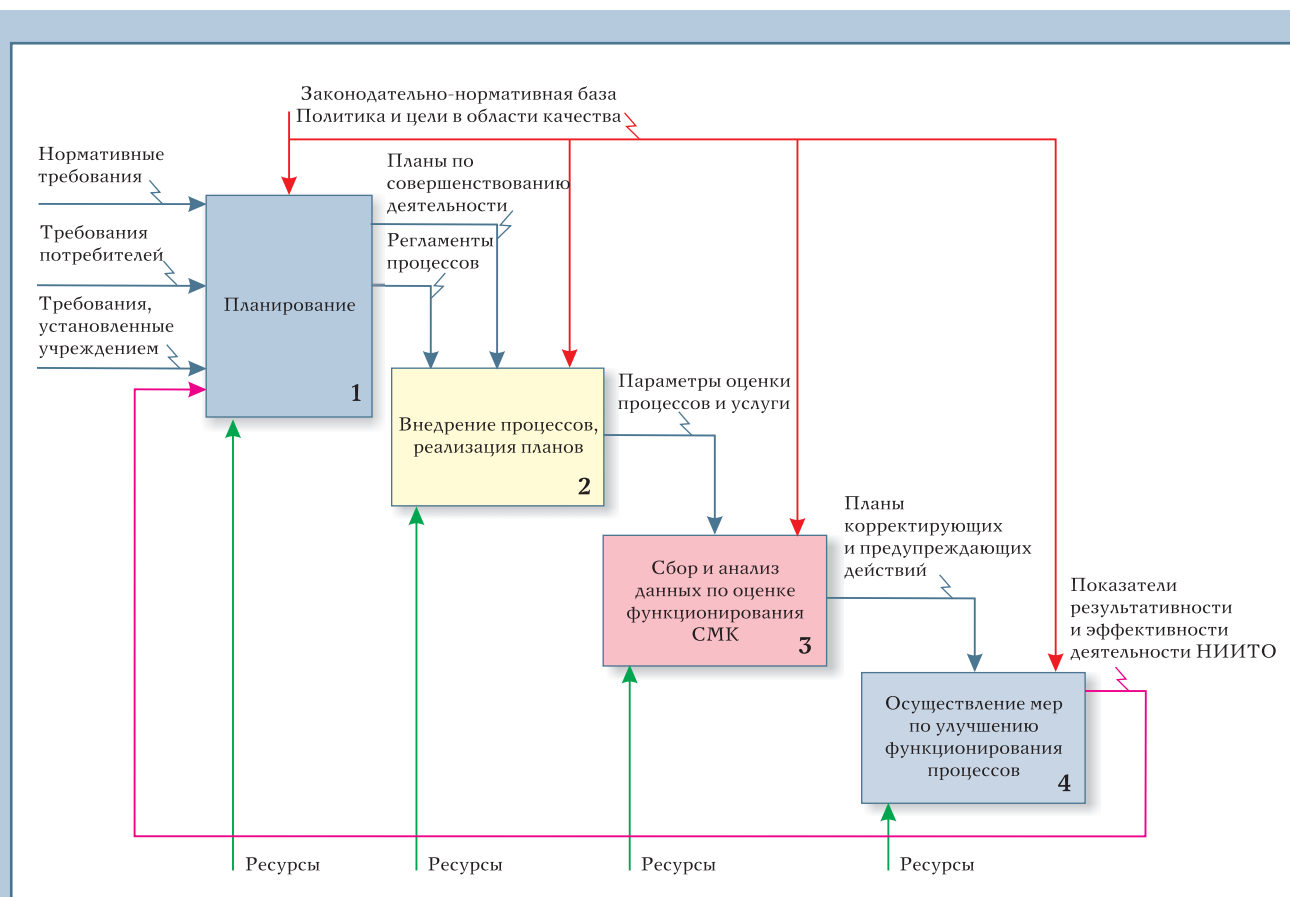 Законодательно-нормативная база
Политика и цели в области качества
Нормативные
требования
Требования
потребителей
Требования,
установленные
учреждением
Планирование
1
Планы по
совершенствованию
деятельности
Регламенты
процессов
Внедрение процессов,
реализация планов
2
Параметры оценки
процессов и услуги
Сбор и анализ
данных по оценке
функционирования
СМК
3
Планы
корректирующих
и предупреждающих
действий
Осуществление мер
по улучшению
функционирования
процессов
4
Показатели
результативности
и эффективности
деятельности НИИТО
Ресурсы
Ресурсы
Ресурсы
Ресурсы